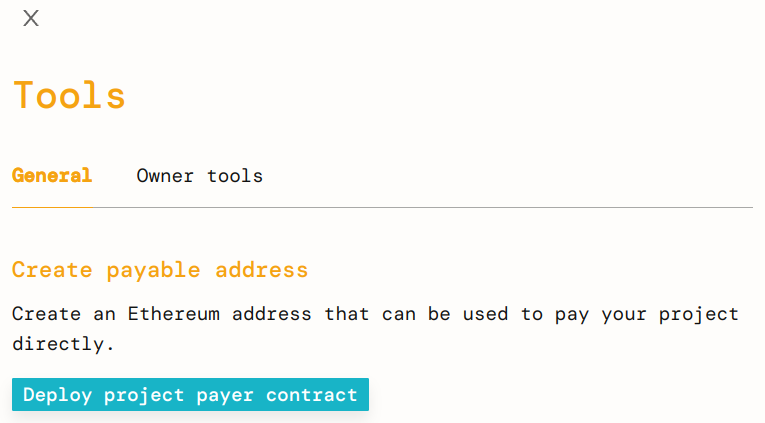 X
Tools
General Owner tools
Create payable address
Create an Ethereum address that can be used to pay your project
directly.
Deploy project payer contract